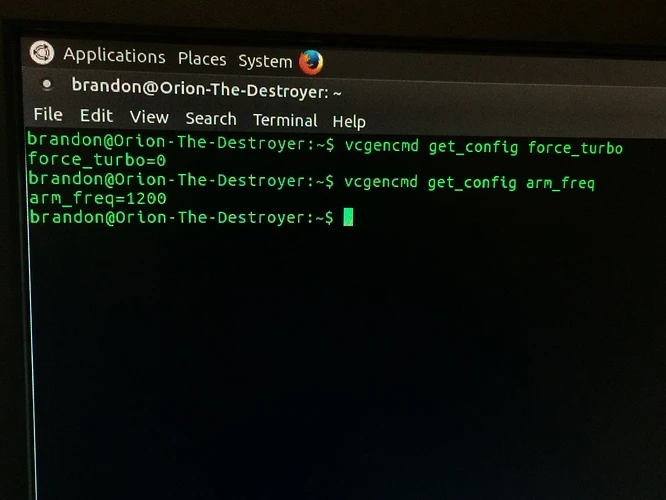 Applications Places System
brandon@Orion-The-Destroyer: ~
File Edit View Search Terminal Help
brandon@Orion-The-Destroyer:~$ vcgencmd get_config force_turbo
force_turbo=0
brandon@Orion-The-Destroyer:~$ vcgencmd get_config arm_freq
arm_freq=1200
brandon@Orion-The-Destroyer:~$